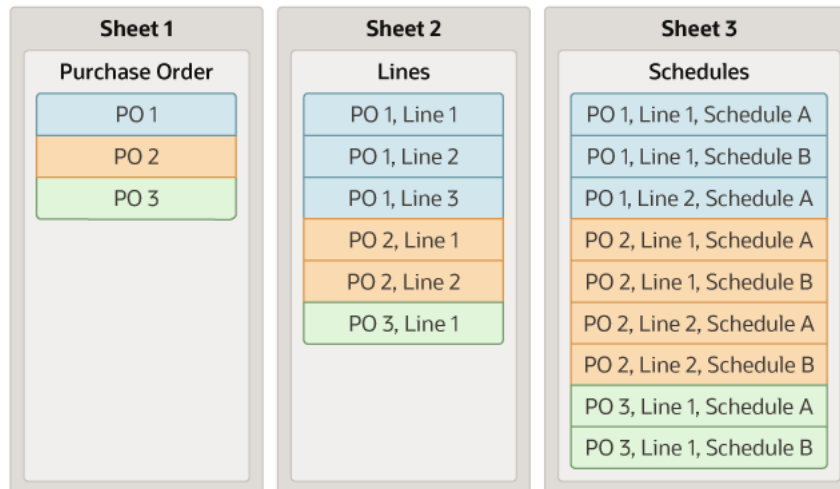 Sheet 1
Purchase Order
PO 1
PO 2
PO 3
Sheet 2
Lines
PO 1, Line 1
PO 1, Line 2
PO 1, Line 3
PO 2, Line 1
PO 2, Line 2
PO 3, Line 1
Sheet 3
Schedules
PO 1, Line 1, Schedule A
PO 1, Line 1, Schedule B
PO 1, Line 2, Schedule A
PO 2, Line 1, Schedule A
PO 2, Line 1, Schedule B
PO 2, Line 2, Schedule A
PO 2, Line 2, Schedule B
PO 3, Line 1, Schedule A
PO 3, Line 1, Schedule B